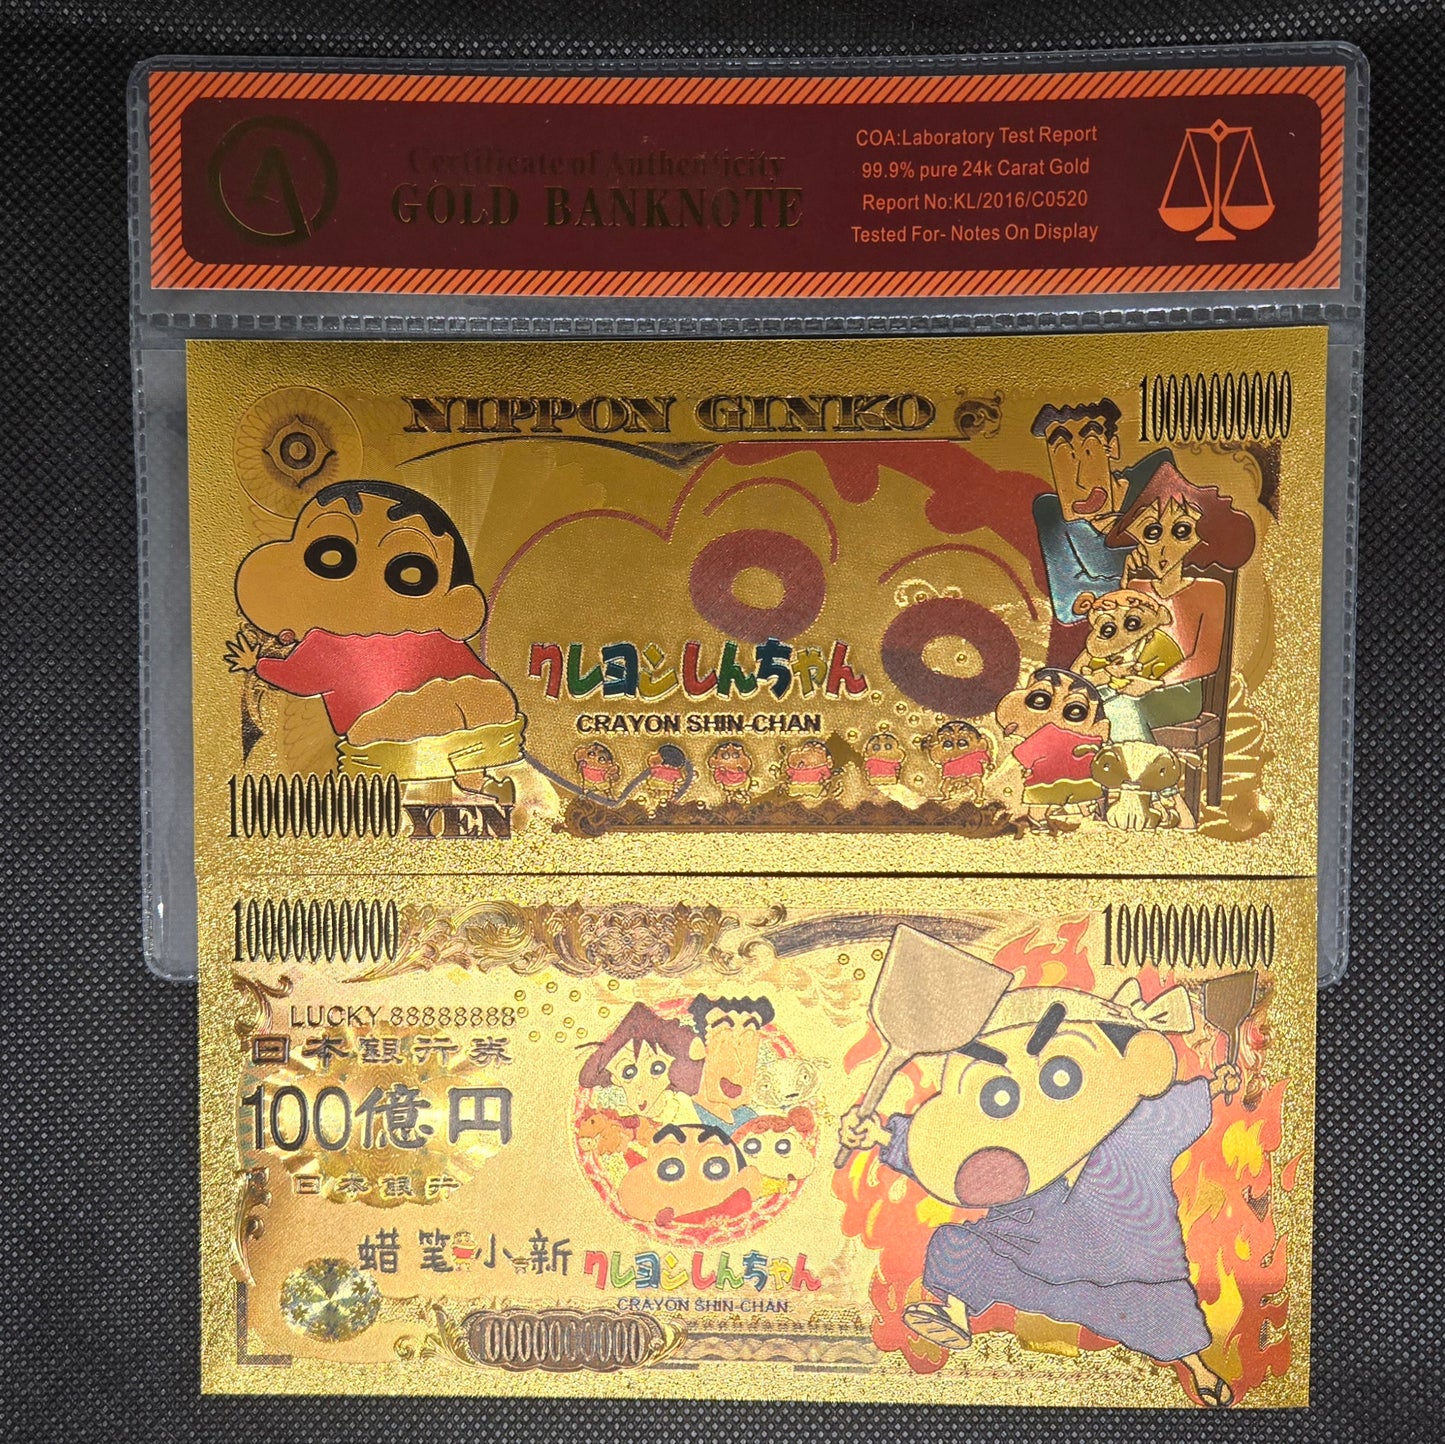 Certificate of Authenticity
GOLD BANKNOTE
COA:Laboratory Test Report
99.9% pure 24k Carat Gold
Report No:KL/2016/C0520
Tested For- Notes On Display
NIPPON GINKO
10000000000
クレヨンしんちゃん
CRAYON SHIN-CHAN
10000000000
YEN
10000000000
10000000000
LUCKY 88888888
日本銀行券
100億円
日本銀行
蜡笔小新
クレヨンしんちゃん
CRAYON SHIN-CHAN
10000000000